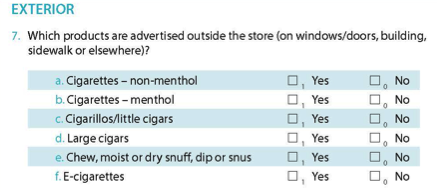 EXTERIOR
7. Which products are advertised outside the store (on windows/doors, building,
sidewalk or elsewhere)?
a. Cigarettes – non-menthol ☐ 1 Yes ☐ 0 No
b. Cigarettes – menthol ☐ 1 Yes ☐ 0 No
c. Cigarillos/little cigars ☐ 1 Yes ☐ 0 No
d. Large cigars ☐ 1 Yes ☐ 0 No
e. Chew, moist or dry snuff, dip or snus ☐ 1 Yes ☐ 0 No
f. E-cigarettes ☐ 1 Yes ☐ 0 No